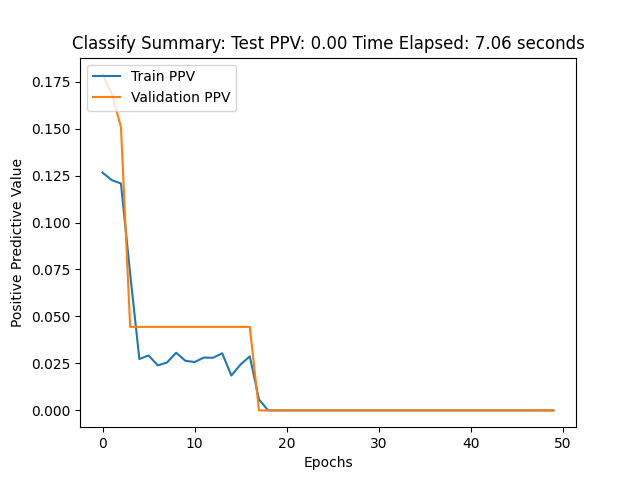 Classify Summary: Test PPV: 0.00 Time Elapsed: 7.06 seconds
Train PPV
Validation PPV
Positive Predictive Value
0.175
0.150
0.125
0.100
0.075
0.050
0.025
0.000
0 10 20 30 40 50
Epochs